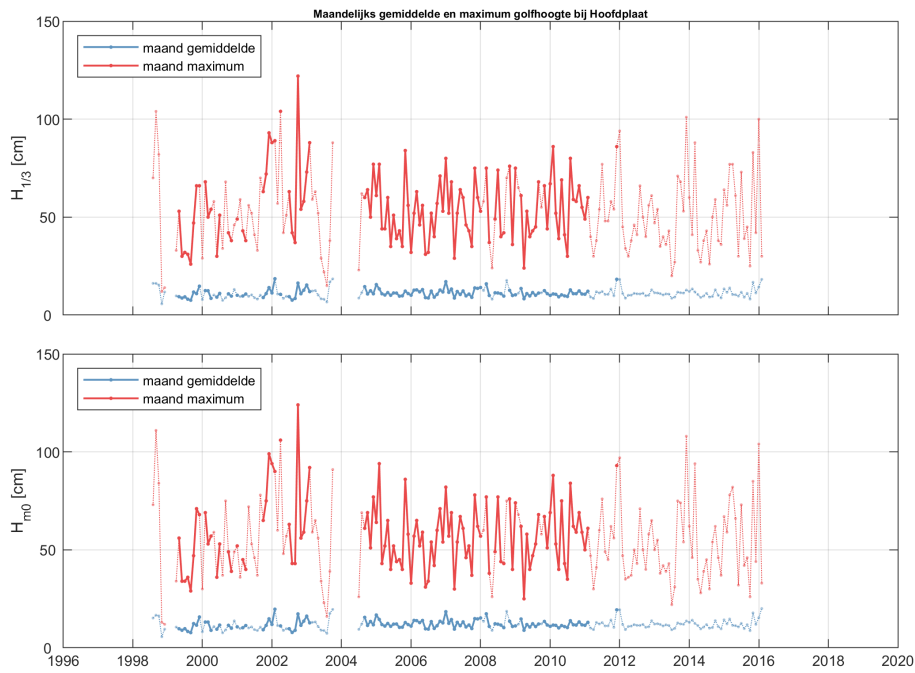 Maandelijks gemiddelde en maximum golfhoogte bij Hoofdplaat
150
maand gemiddelde
maand maximum
100
H1/3 [cm]
50
0
150
maand gemiddelde
maand maximum
100
Hm0 [cm]
50
0
1996 1998 2000 2002 2004 2006 2008 2010 2012 2014 2016 2018 2020